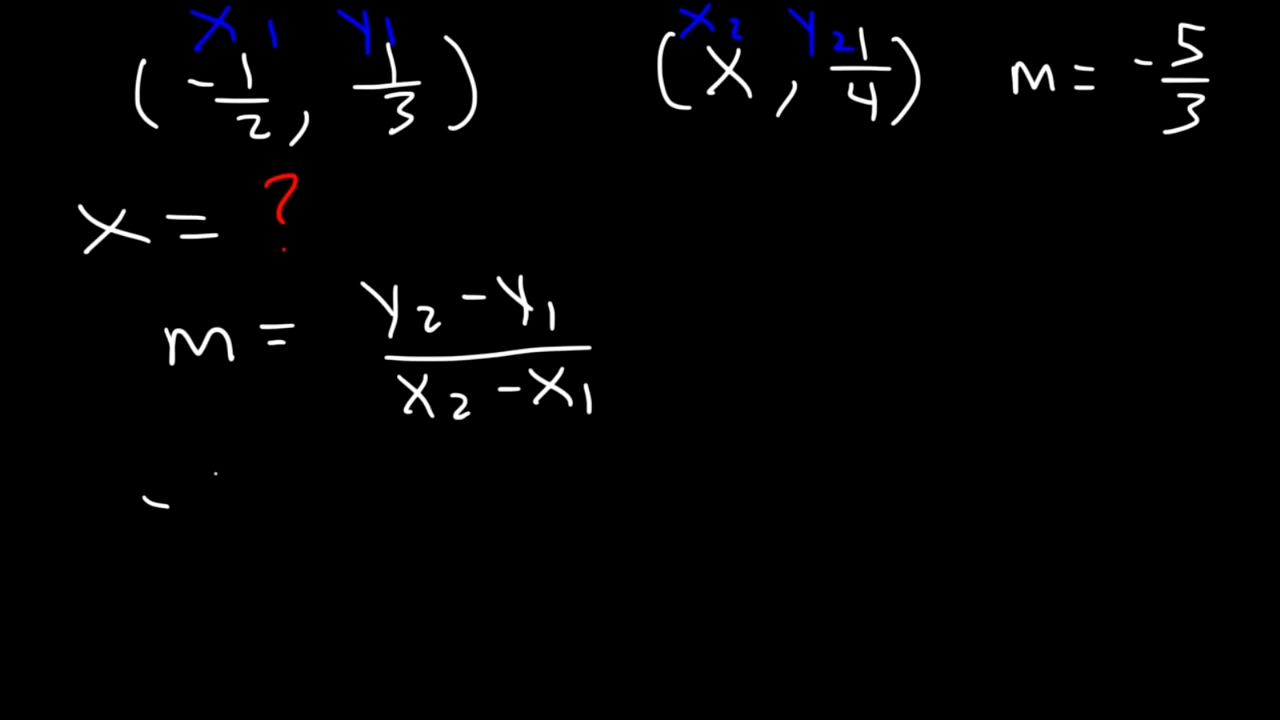 x₁ y₁ x₂ y₂
(-1/2, 1/3) (x, 1/4) m = -5/3
x = ?
m = (y₂ - y₁)/(x₂ - x₁)
-